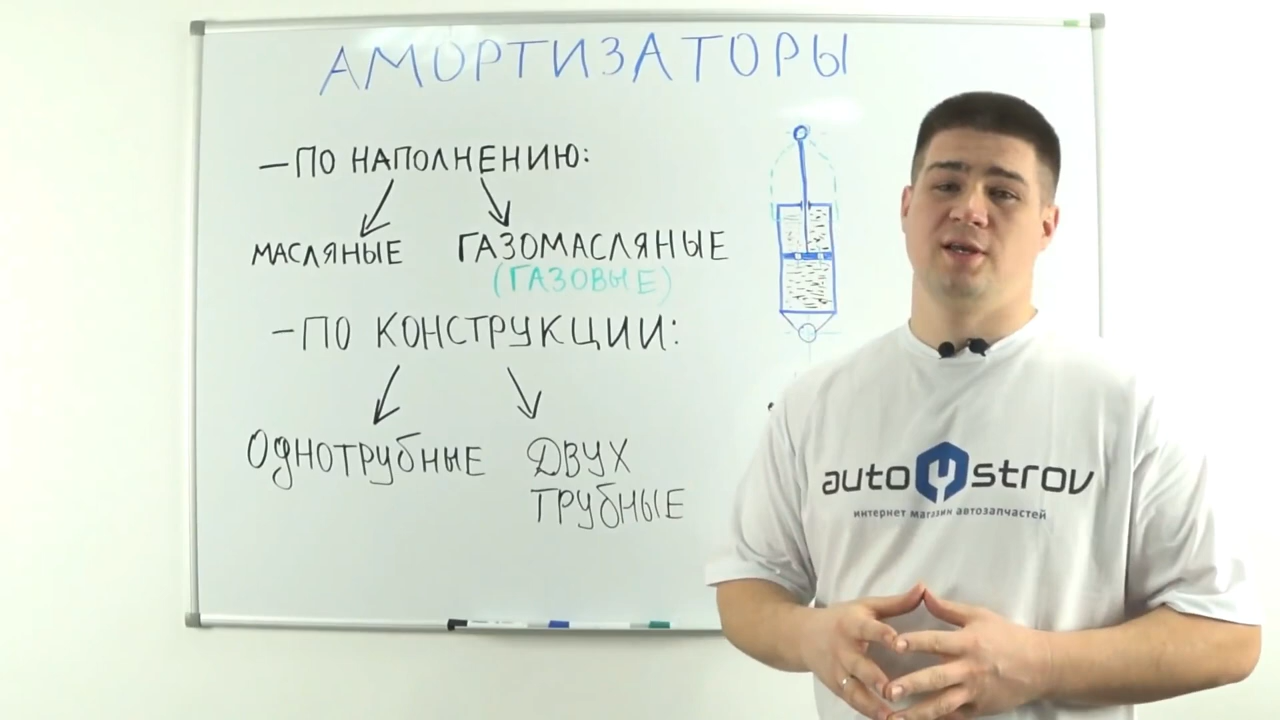 АМОРТИЗАТОРЫ
— ПО НАПОЛНЕНИЮ:
МАСЛЯНЫЕ ГАЗОМАСЛЯНЫЕ
(ГАЗОВЫЕ)
— ПО КОНСТРУКЦИИ:
ОДНОТРУБНЫЕ ДВУХ
ТРУБНЫЕ
auto strov
интернет магазин автозапчастей